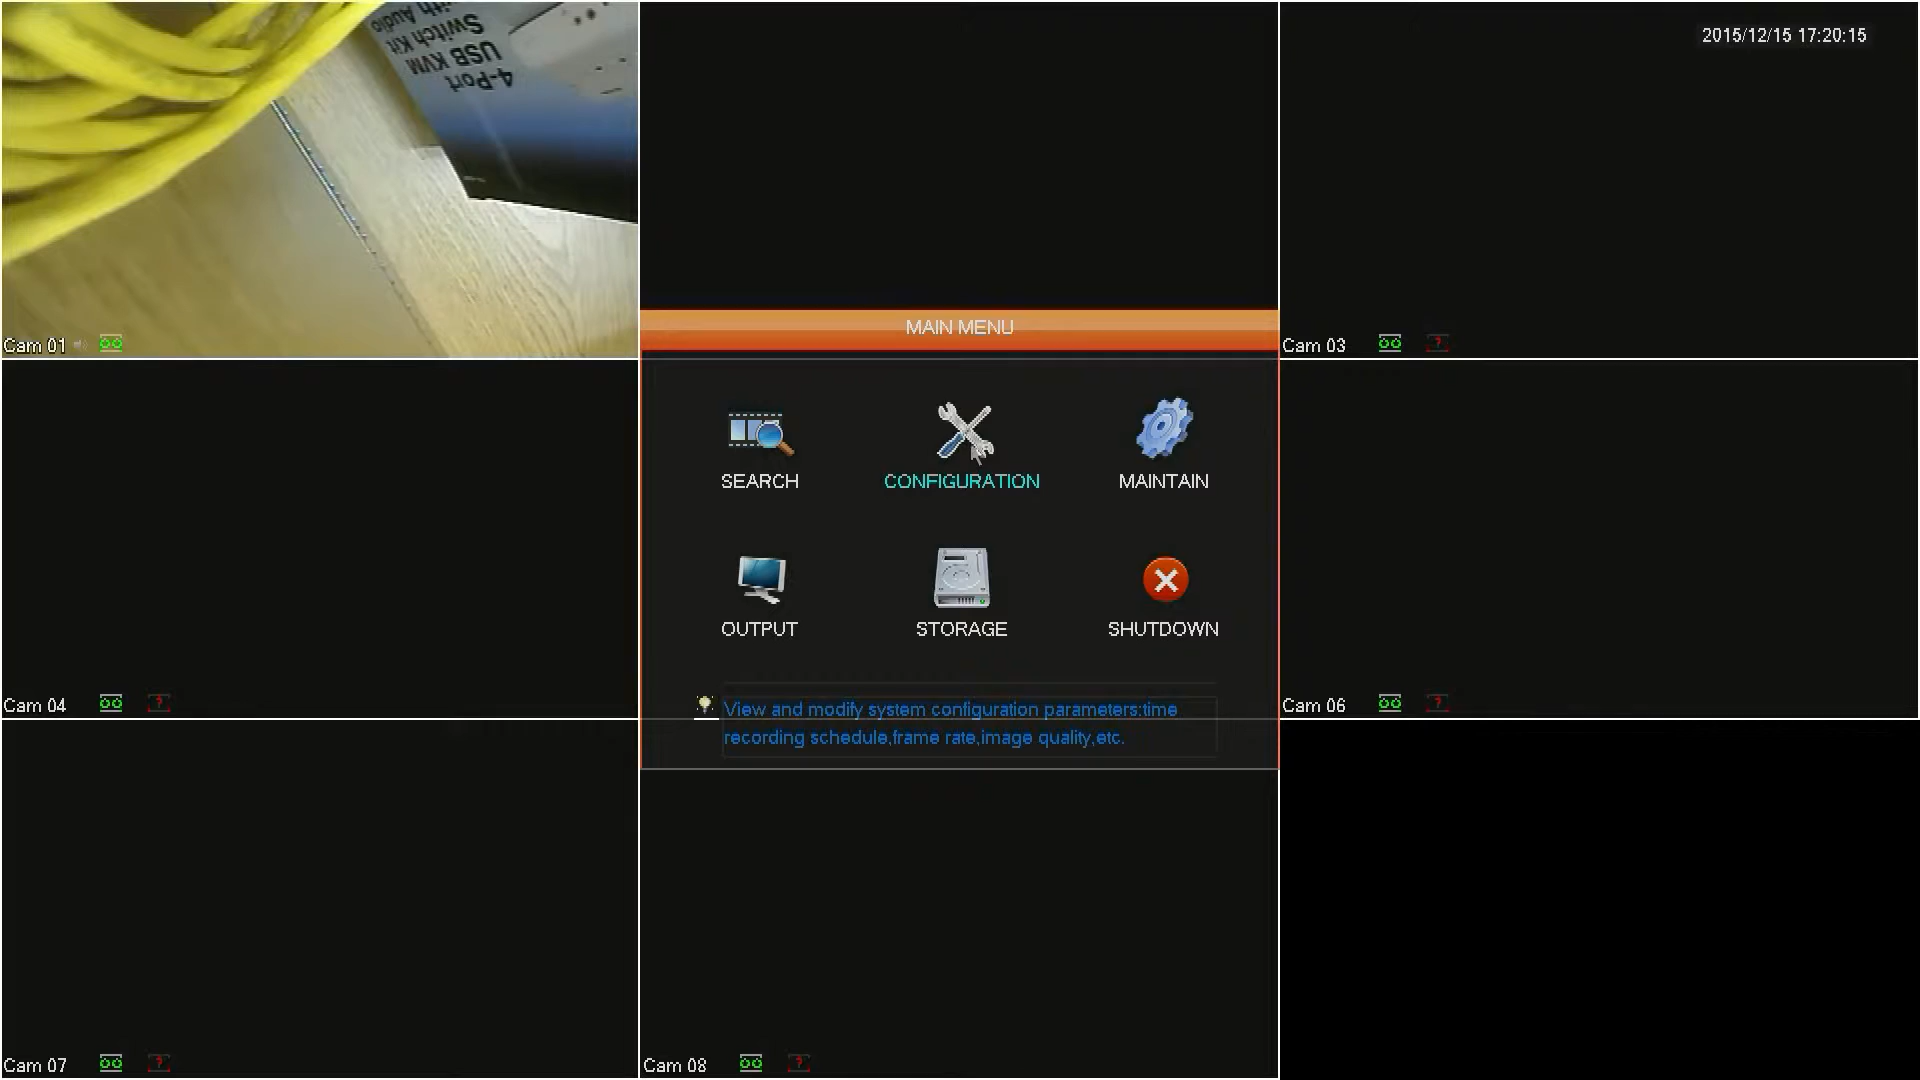 with Audio
Switch Kit
USB KVM
4-Port
2015/12/15 17:20:15
MAIN MENU
Cam 01
Cam 03
SEARCH
CONFIGURATION
MAINTAIN
OUTPUT
STORAGE
SHUTDOWN
Cam 04
View and modify system configuration parameters:time
recording schedule,frame rate,image quality,etc.
Cam 06
Cam 07
Cam 08